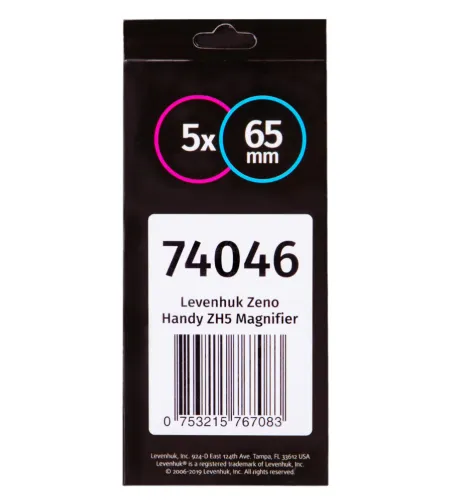 5x
65
mm
74046
Levenhuk Zeno
Handy ZH5 Magnifier
0 753215 767083
Levenhuk, Inc. 924-D East 124th Ave. Tampa, FL 33612 USA
Levenhuk® is a registered trademark of Levenhuk, Inc.
© 2006-2019 Levenhuk, Inc. All rights reserved.